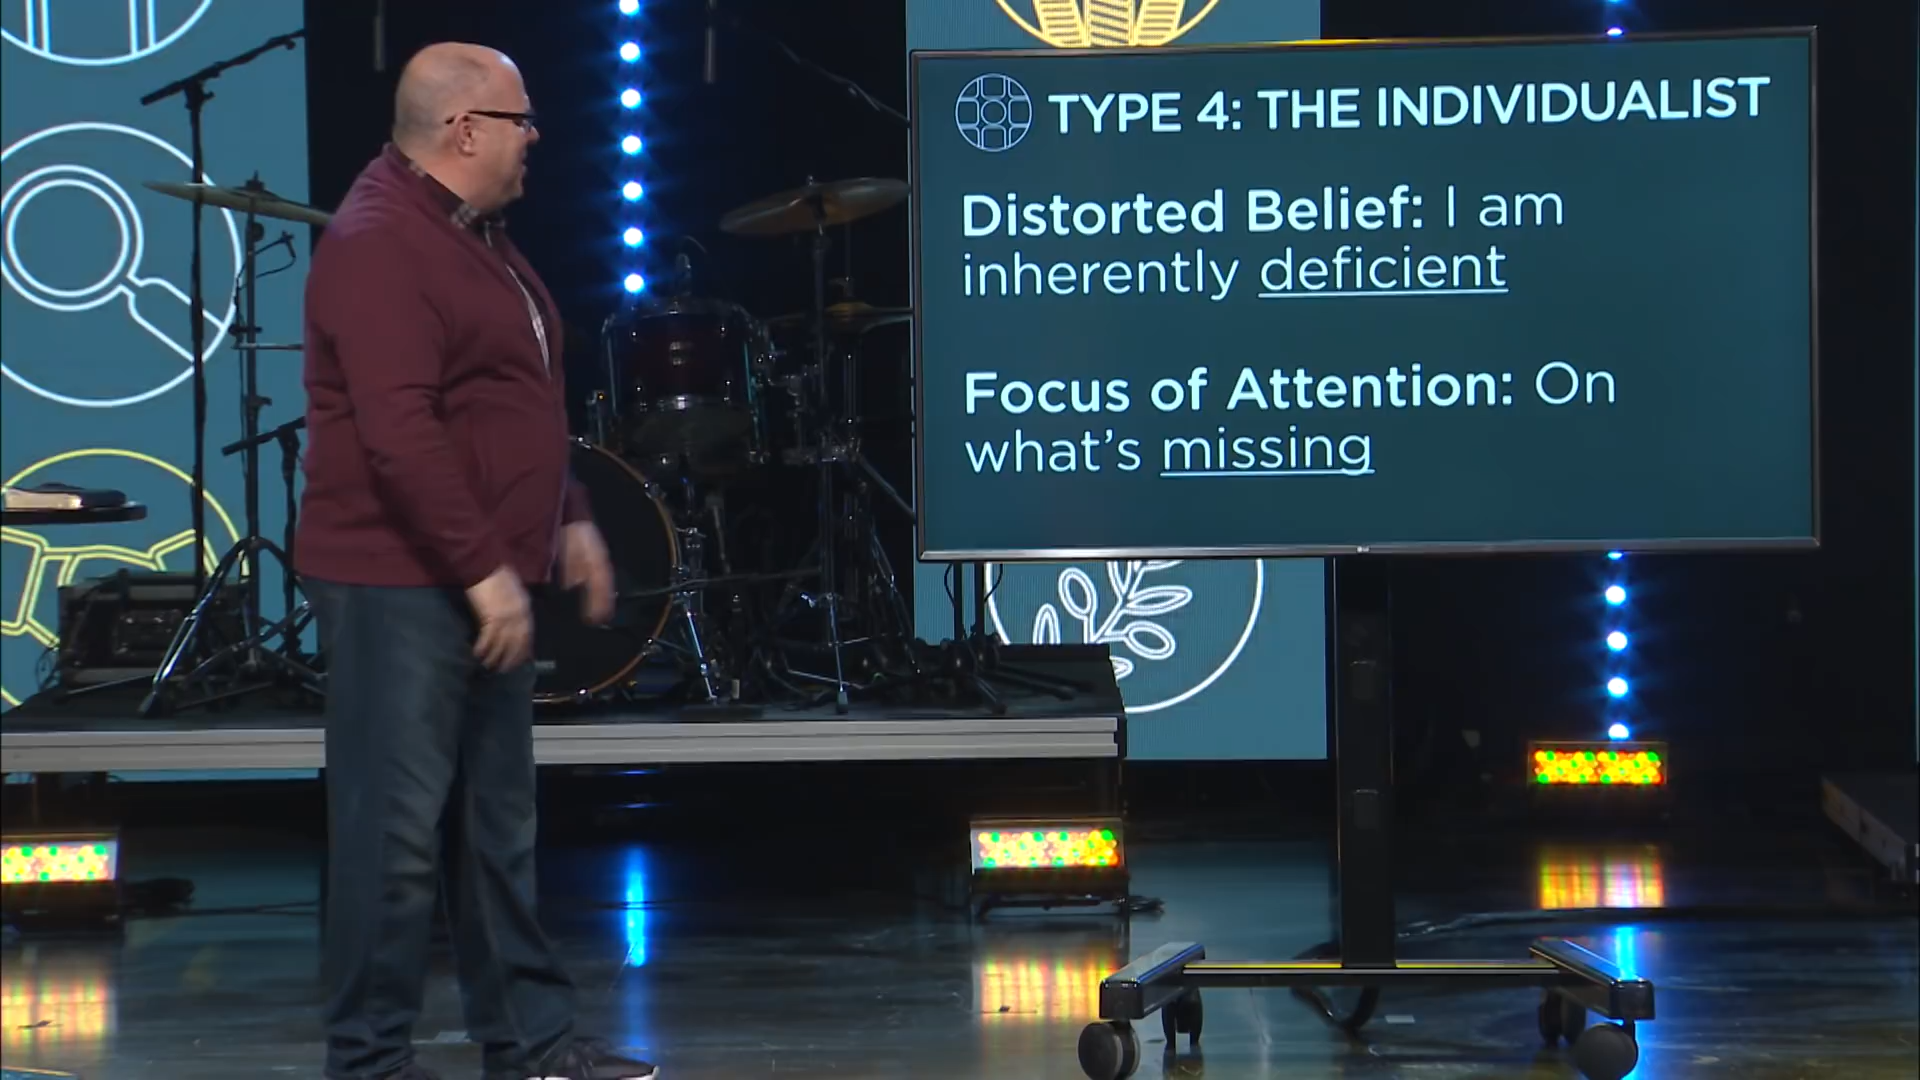 TYPE 4: THE INDIVIDUALIST
Distorted Belief: I am
inherently deficient
Focus of Attention: On
what's missing